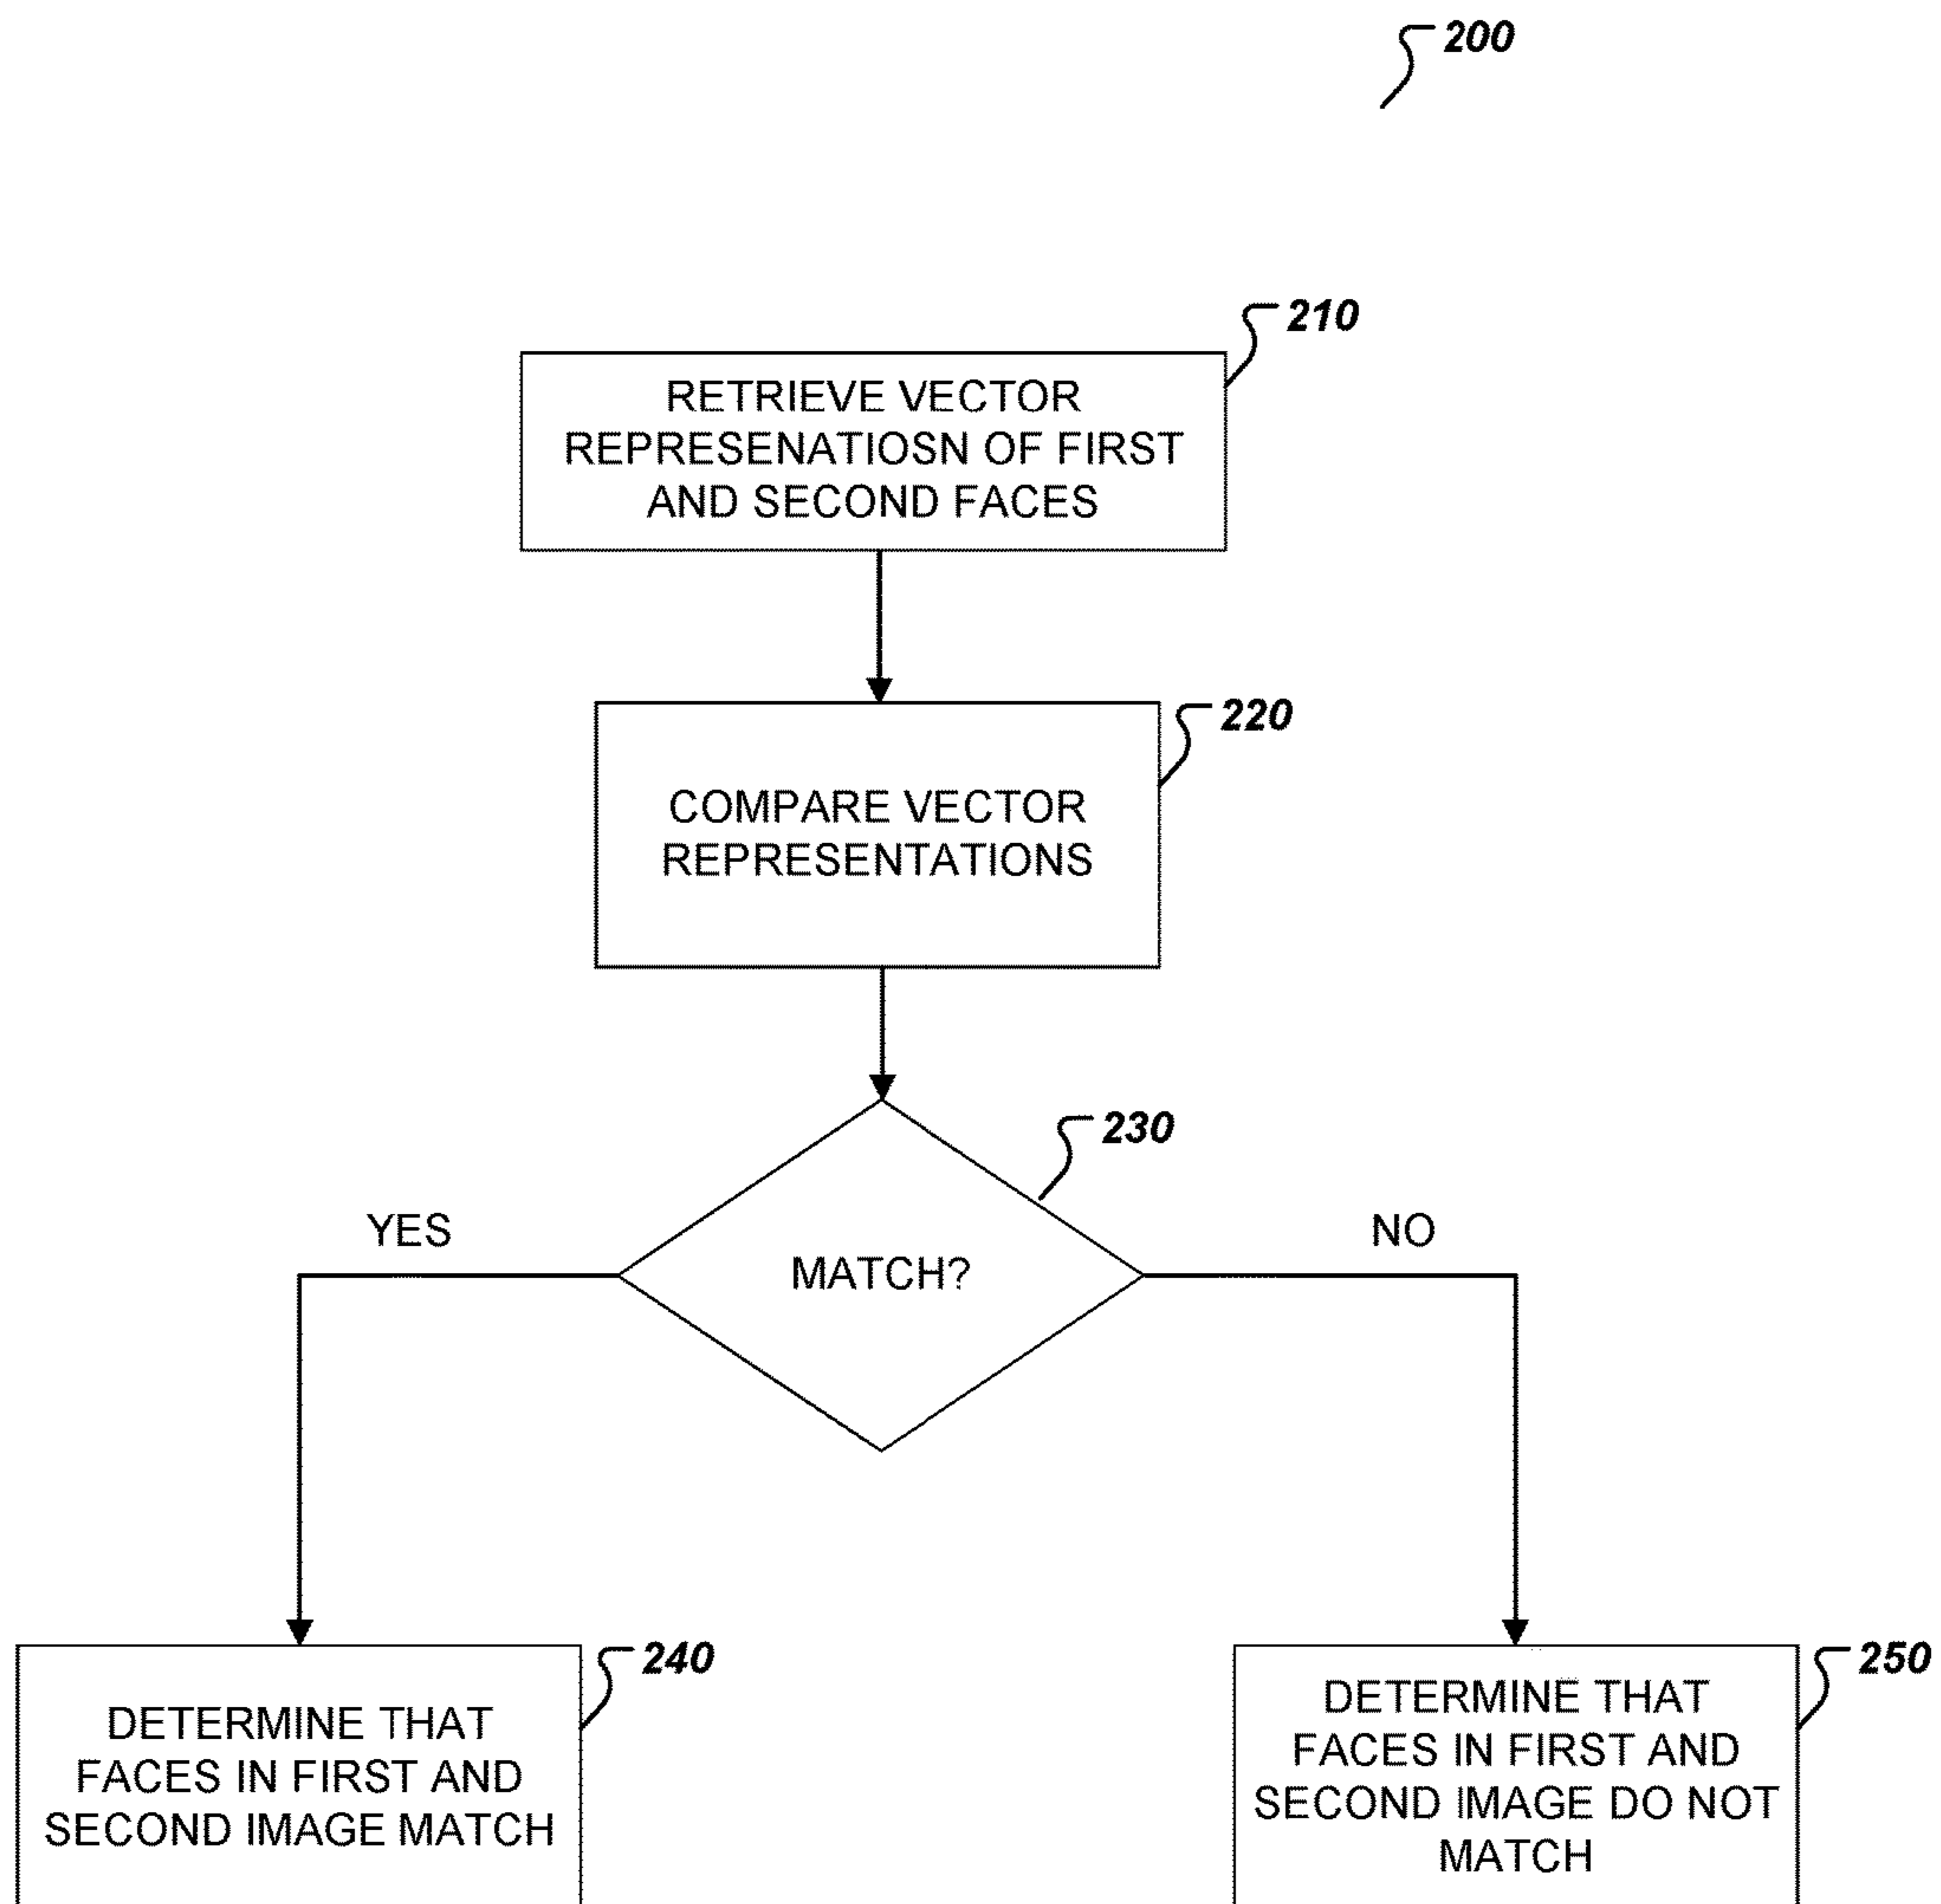 200
210
RETRIEVE VECTOR
REPRESENATIOSN OF FIRST
AND SECOND FACES
220
COMPARE VECTOR
REPRESENTATIONS
230
YES
MATCH?
NO
240
DETERMINE THAT
FACES IN FIRST AND
SECOND IMAGE MATCH
250
DETERMINE THAT
FACES IN FIRST AND
SECOND IMAGE DO NOT
MATCH